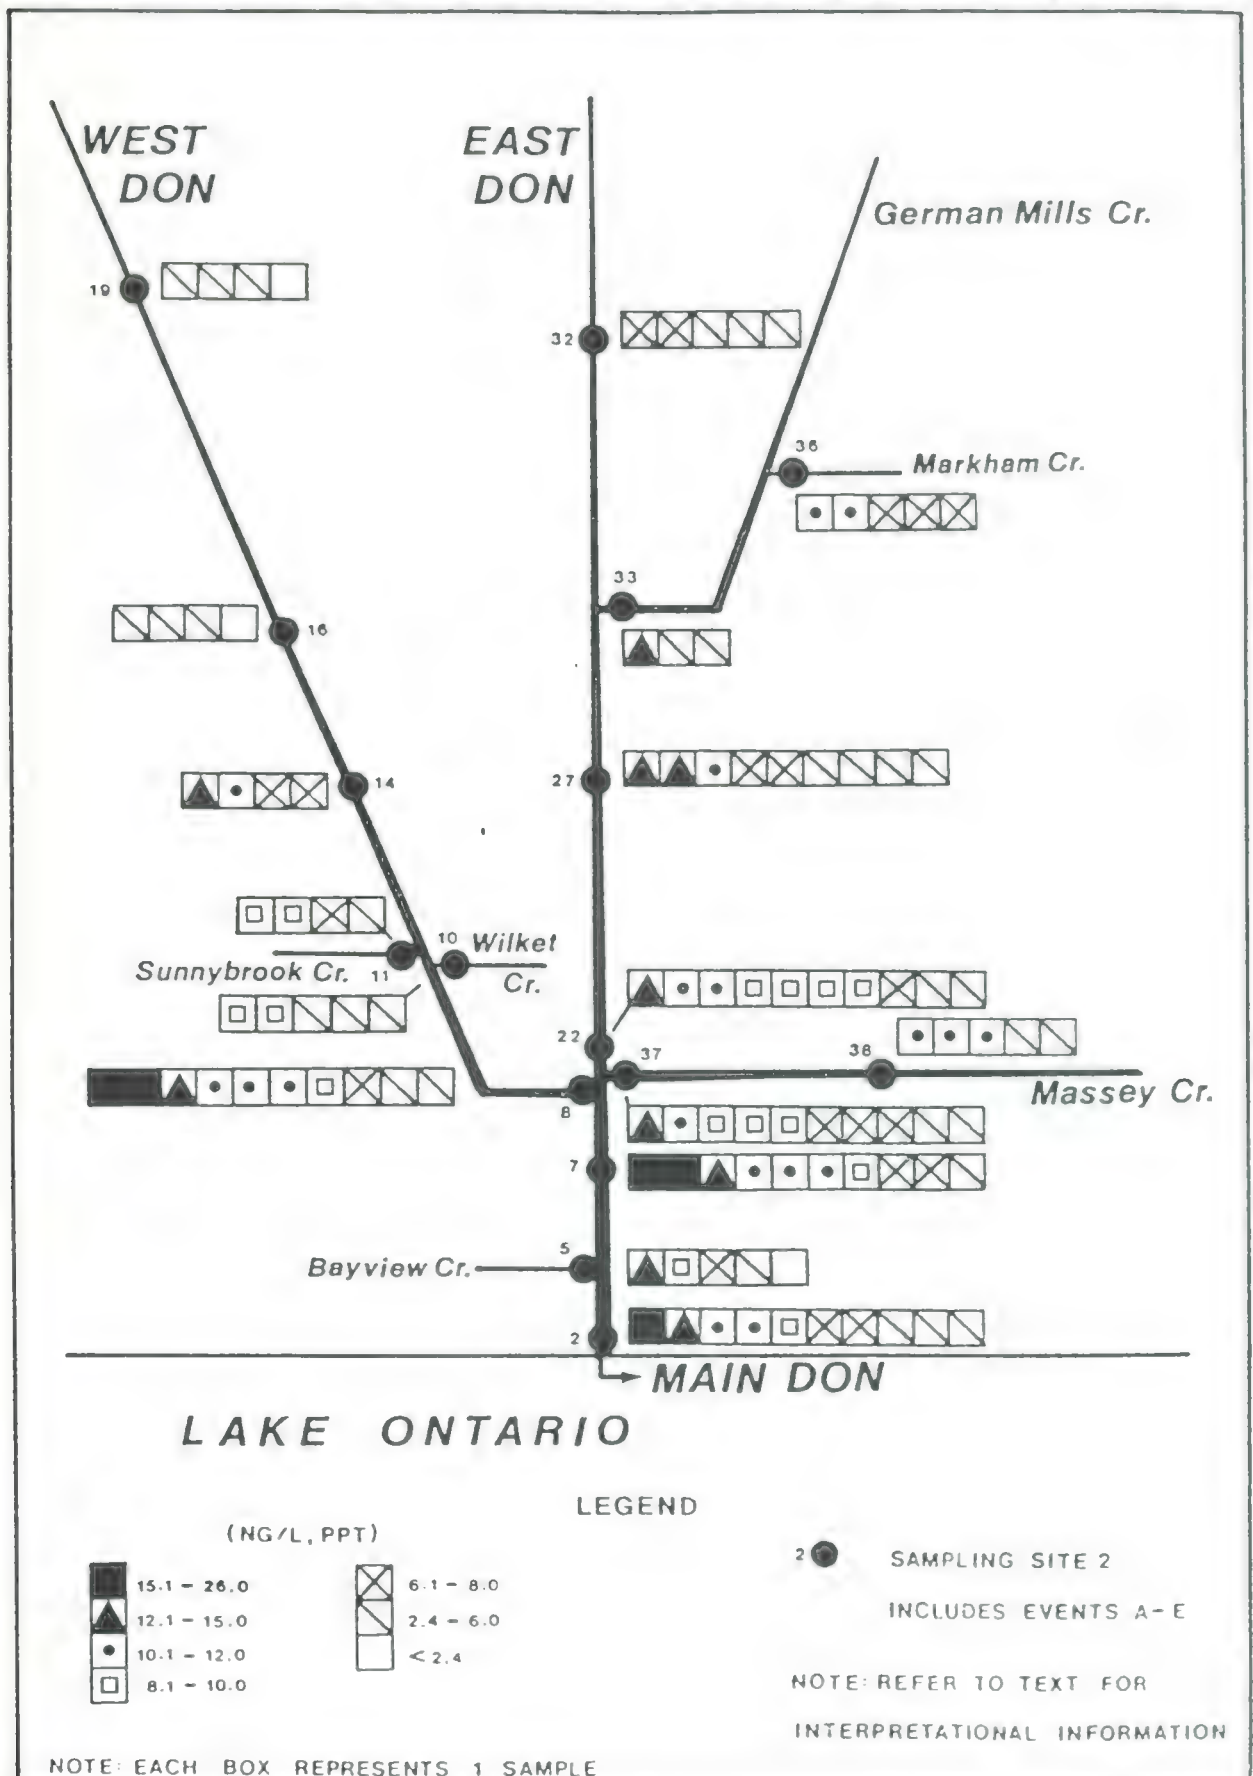 WEST
DON
EAST
DON
German Mills Cr.
19
32
36
Markham Cr.
33
16
14
27
10
Wilket
Cr.
Sunnybrook Cr.
11
22
37
38
Massey Cr.
8
7
5
Bayview Cr.
2
MAIN DON
LAKE ONTARIO
LEGEND
(NG/L, PPT)
15.1 - 26.0
12.1 - 15.0
10.1 - 12.0
8.1 - 10.0
6.1 - 8.0
2.4 - 6.0
< 2.4
2 SAMPLING SITE 2
INCLUDES EVENTS A-E
NOTE: REFER TO TEXT FOR
INTERPRETATIONAL INFORMATION
NOTE: EACH BOX REPRESENTS 1 SAMPLE